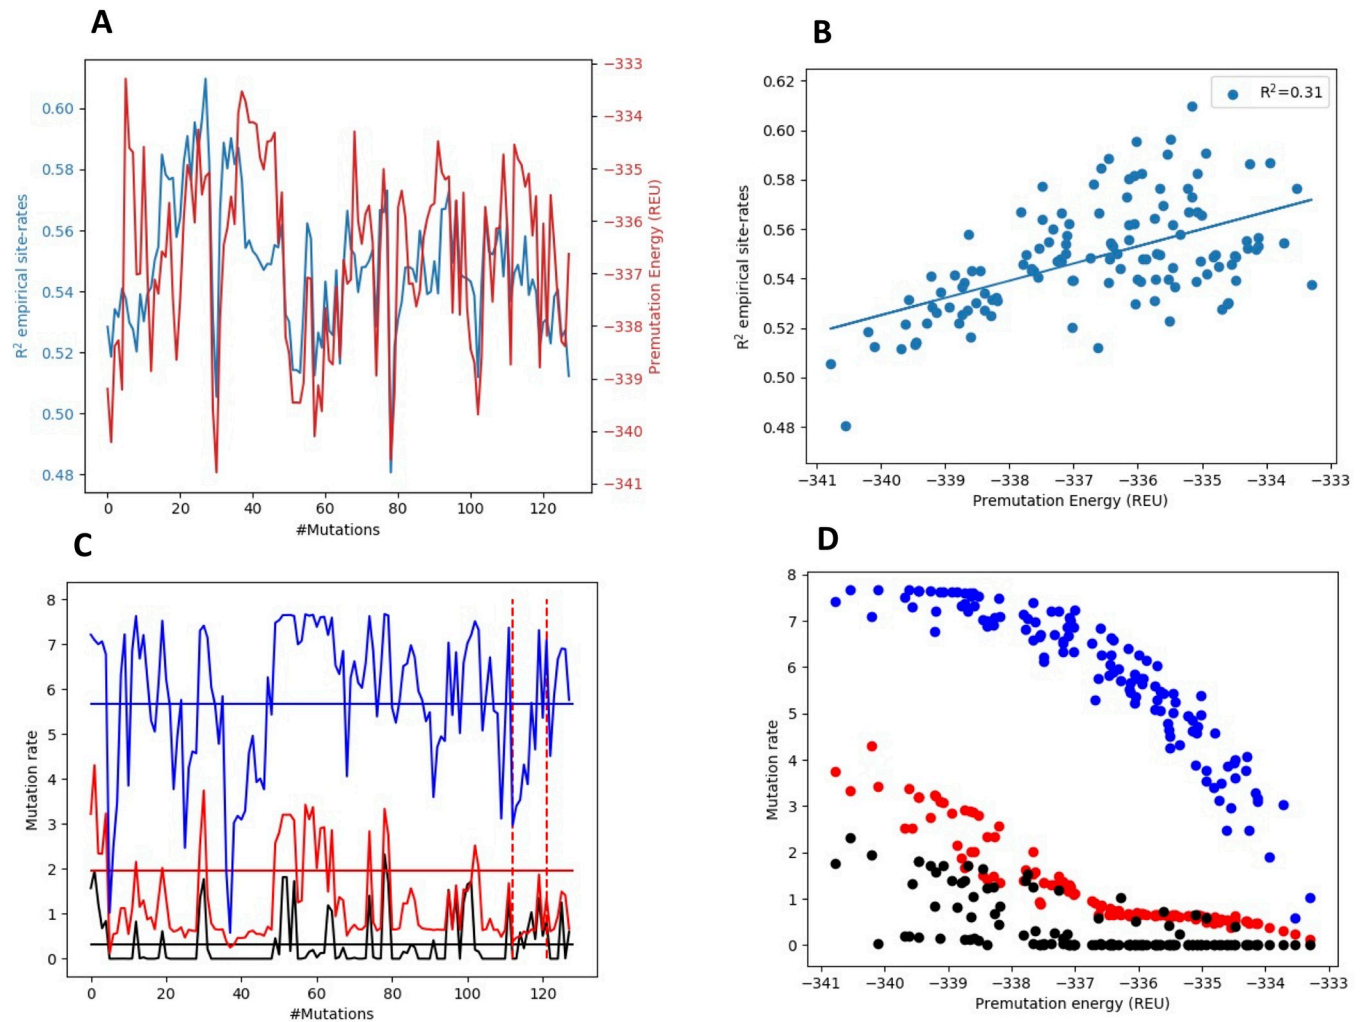 A
0.60
0.58
0.56
0.54
0.52
0.50
0.48
R² empirical site-rates
−333
−334
−335
−336
−337
−338
−339
−340
−341
Premutation Energy (REU)
0 20 40 60 80 100 120
#Mutations
B
0.62
0.60
0.58
0.56
0.54
0.52
0.50
0.48
R² empirical site-rates
R²=0.31
−341 −340 −339 −338 −337 −336 −335 −334 −333
Premutation Energy (REU)
C
8
7
6
5
4
3
2
1
0
Mutation rate
0 20 40 60 80 100 120
#Mutations
D
8
7
6
5
4
3
2
1
0
Mutation rate
−341 −340 −339 −338 −337 −336 −335 −334 −333
Premutation energy (REU)